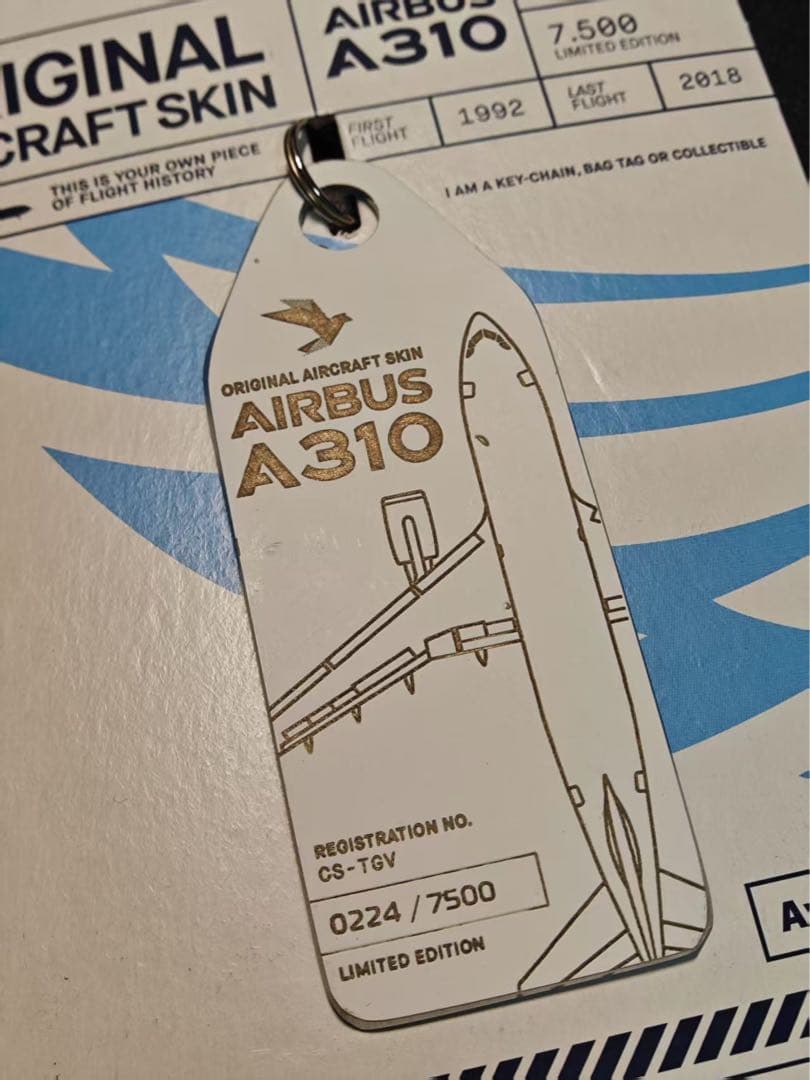 IGINAL
CRAFT SKIN
AIRBUS
A310
7.500
LIMITED EDITION
FIRST
FLIGHT
1992
LAST
FLIGHT
2018
THIS IS YOUR OWN PIECE
OF FLIGHT HISTORY
I AM A KEY-CHAIN, BAG TAG OR COLLECTIBLE
ORIGINAL AIRCRAFT SKIN
AIRBUS
A310
REGISTRATION NO.
CS-TGV
0224 / 7500
LIMITED EDITION